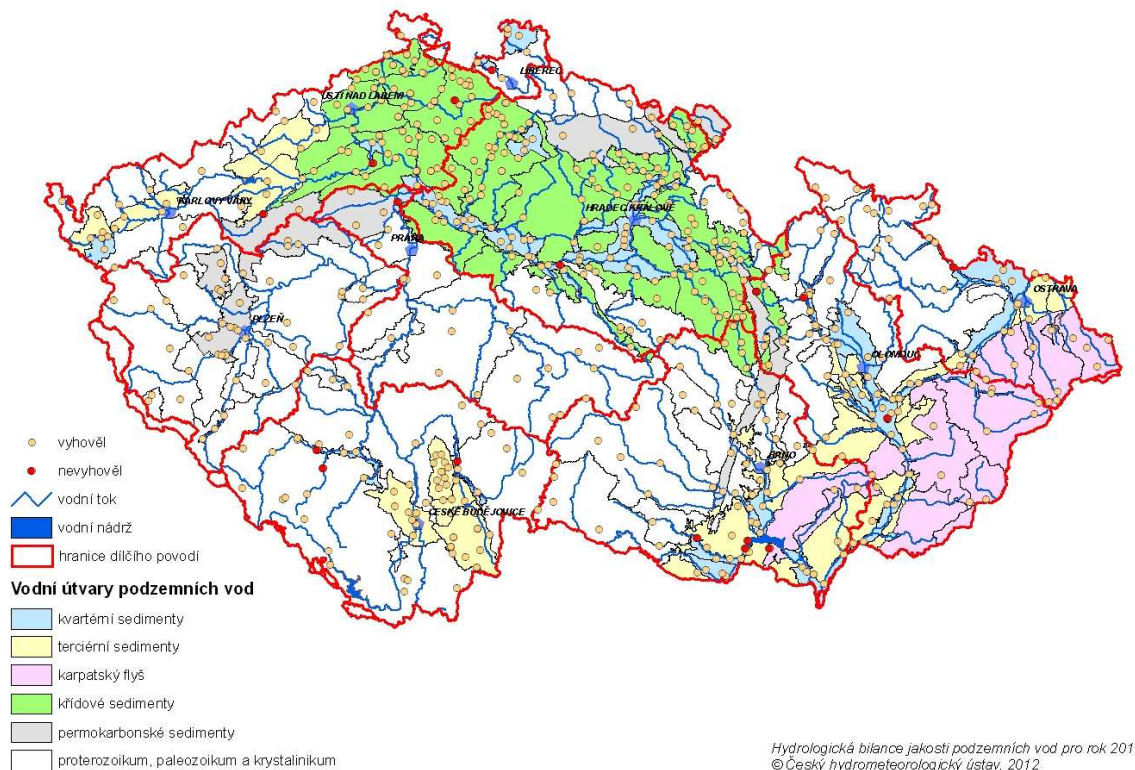 LIBEREC
ÚSTÍ NAD LABEM
KARLOVY VARY
HRADEC KRÁLOVÉ
PRAHA
OSTRAVA
PLZEŇ
OLOMOUC
BRNO
ČESKÉ BUDĚJOVICE
vyhověl
nevyhověl
vodní tok
vodní nádrž
hranice dílčího povodí
Vodní útvary podzemních vod
kvartérní sedimenty
terciérní sedimenty
karpatský flyš
křídové sedimenty
permokarbonské sedimenty
proterozoikum, paleozoikum a krystalinikum
Hydrologická bilance jakosti podzemních vod pro rok 201
© Český hydrometeorologický ústav, 2012